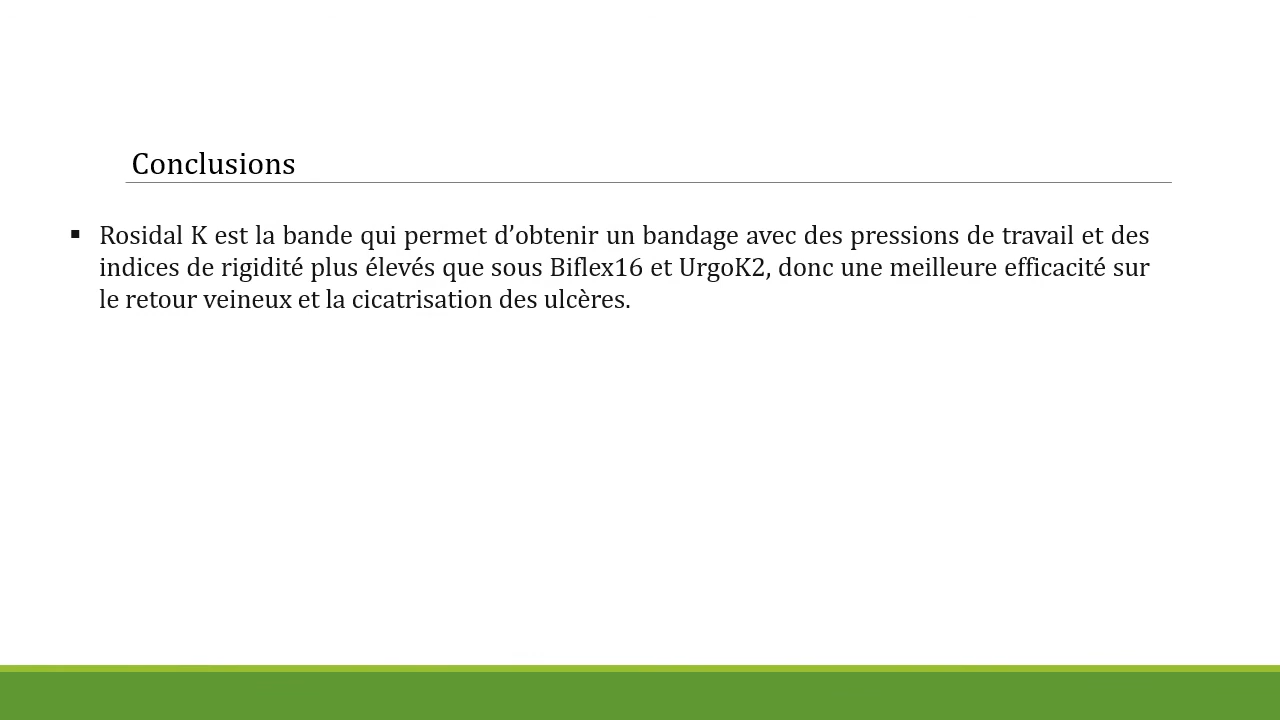 Conclusions
▪ Rosidal K est la bande qui permet d’obtenir un bandage avec des pressions de travail et des
indices de rigidité plus élevés que sous Biflex16 et UrgoK2, donc une meilleure efficacité sur
le retour veineux et la cicatrisation des ulcères.